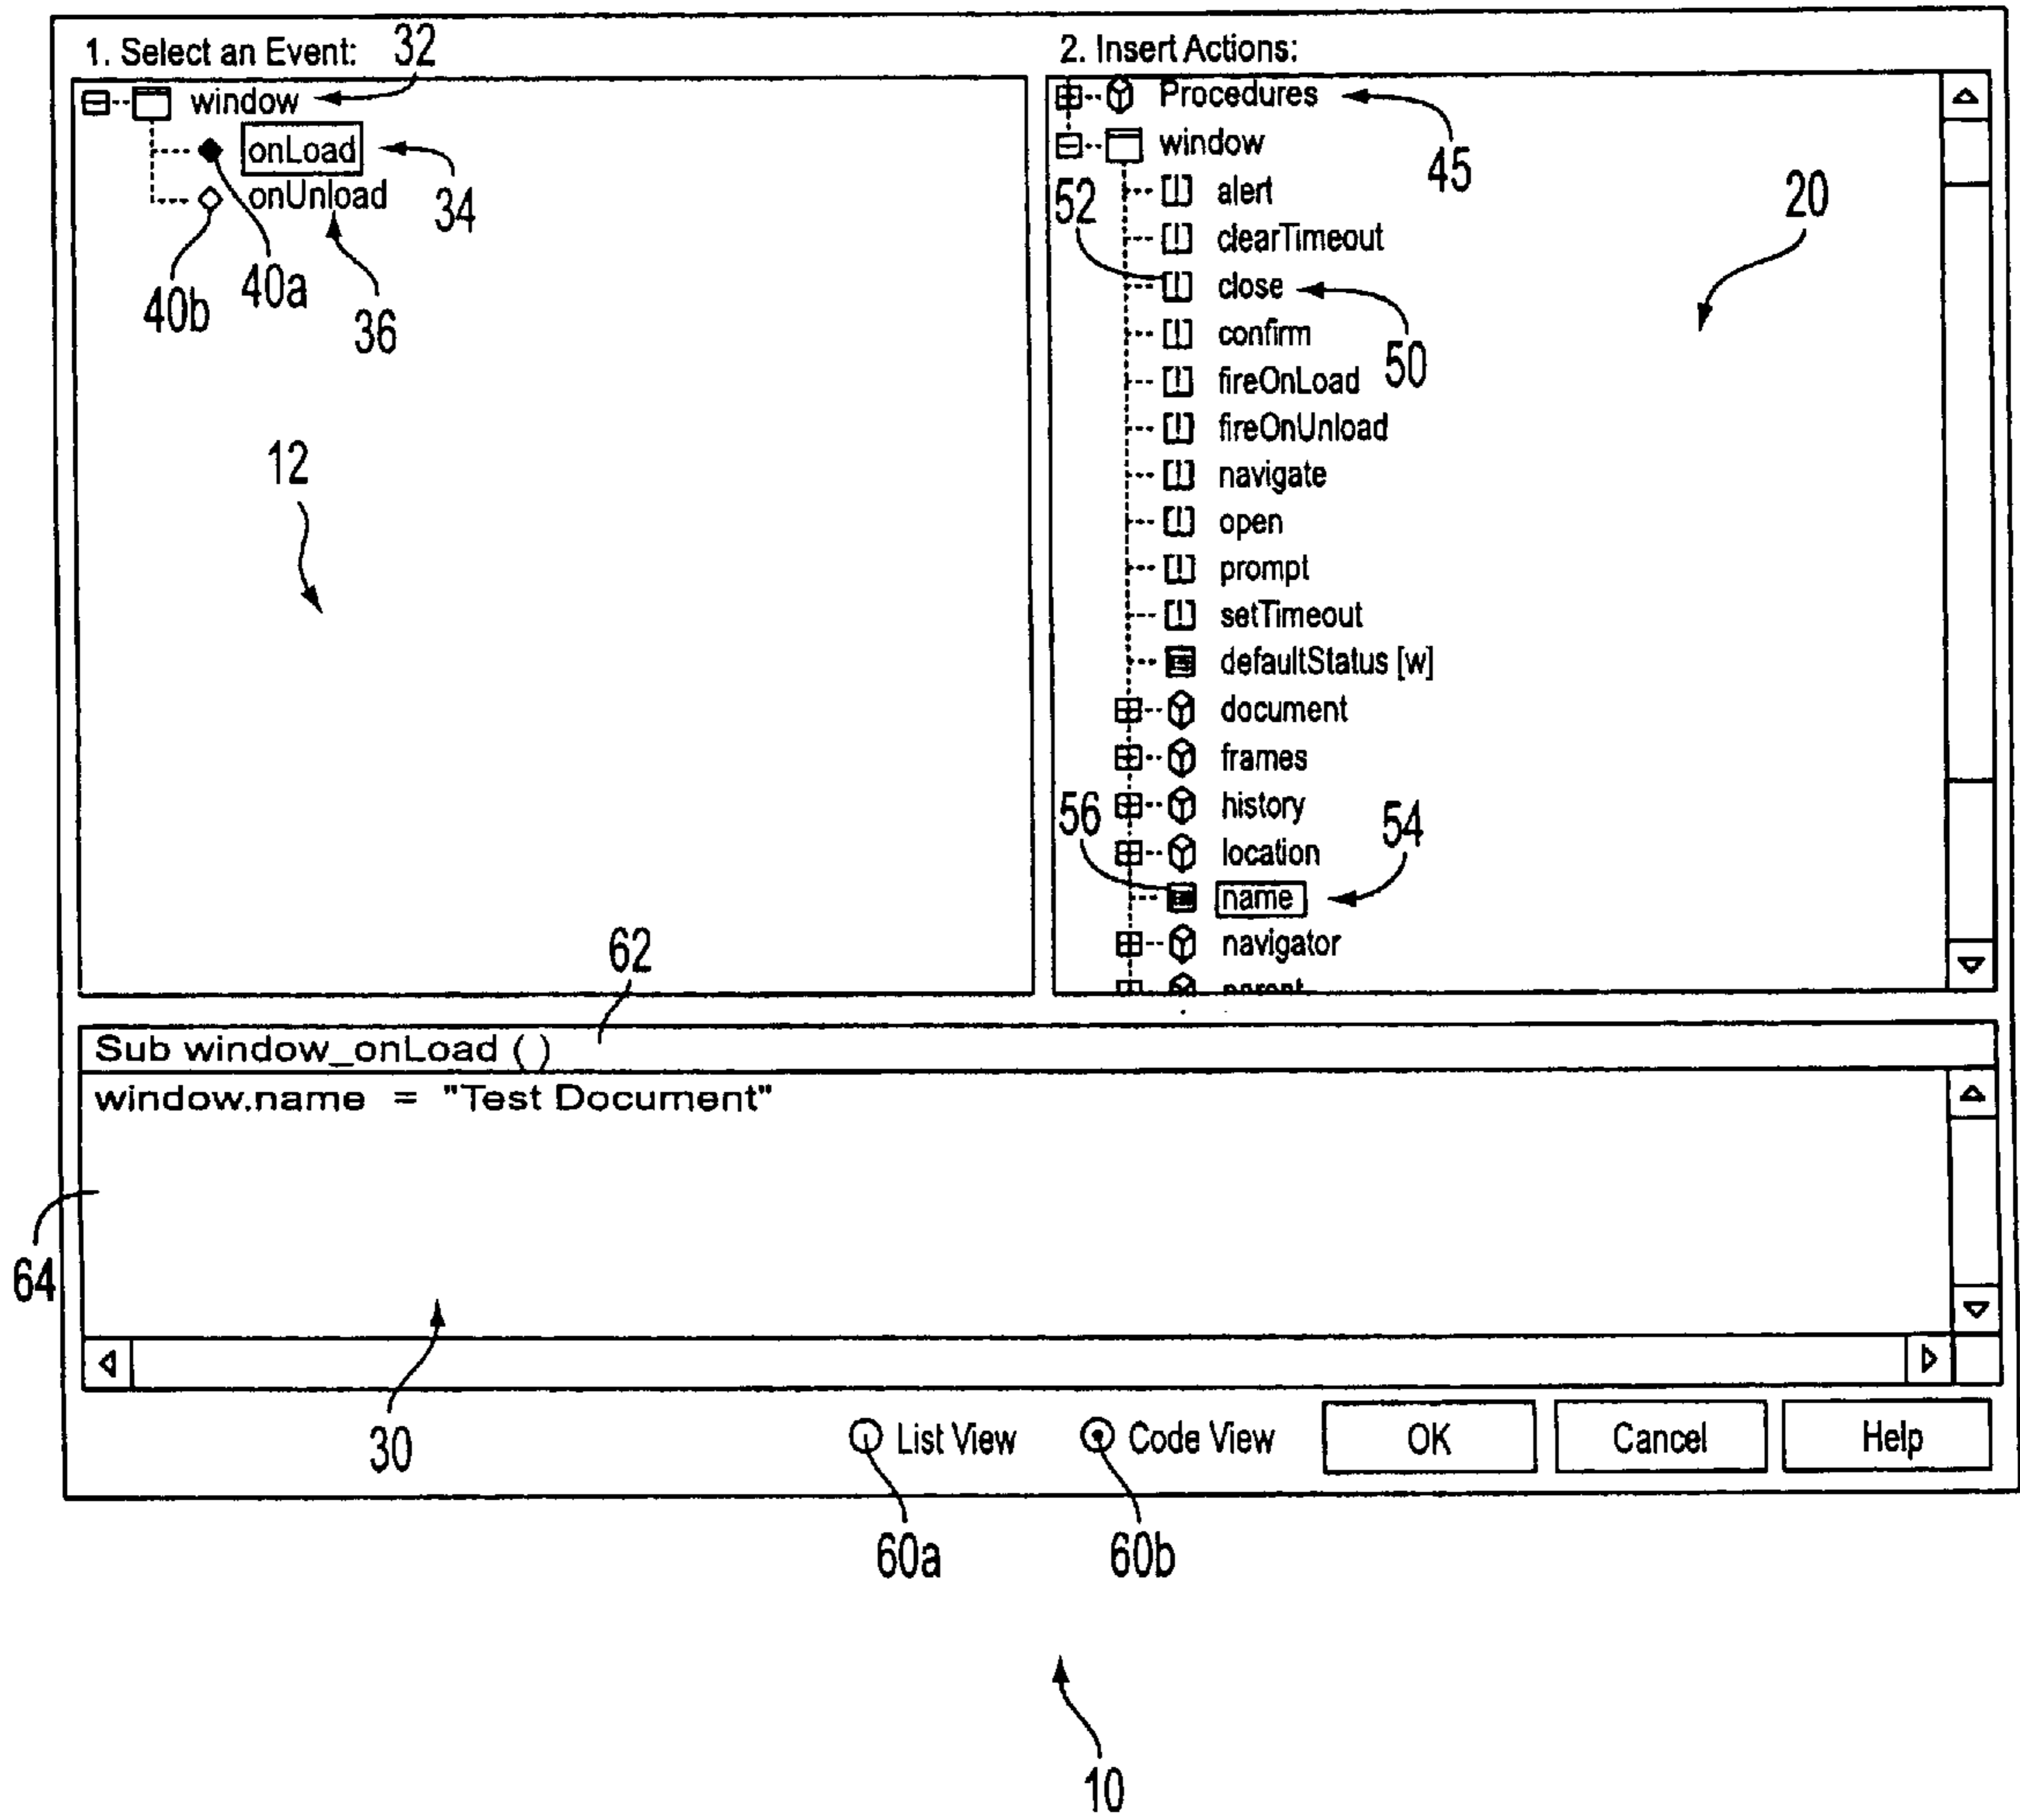 1. Select an Event:
32
window
onLoad
34
onUnload
40b
40a
36
12
2. Insert Actions:
Procedures
45
window
52
alert
20
clearTimeout
close
50
confirm
fireOnLoad
fireOnUnload
navigate
open
prompt
setTimeout
defaultStatus [w]
document
frames
56
history
54
location
name
navigator
parent
62
Sub window_onLoad ( )
window.name = "Test Document"
64
30
List View
Code View
OK
Cancel
Help
60a
60b
10